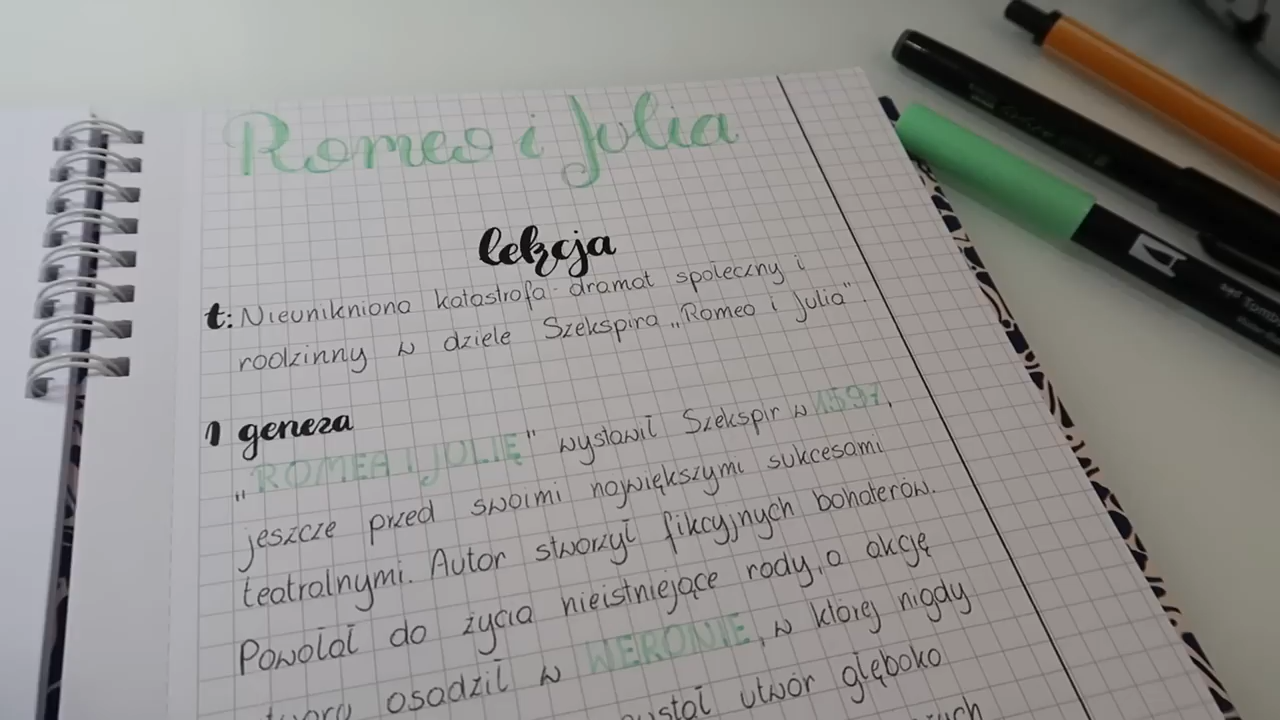 Romeo i Julia
lekcja
t: Nieunikniona katastrofa - dramat społeczny i
rodzinny w dziele Szekspira „Romeo i Julia".
1 geneza
„ROMEA I JULIĘ" wystawił Szekspir w 1597,
jeszcze przed swoimi największymi sukcesami
teatralnymi. Autor stworzył fikcyjnych bohaterów.
Powołał do życia nieistniejące rody, a akcję
osadził w WERONIE, w której nigdy
utwór głęboko